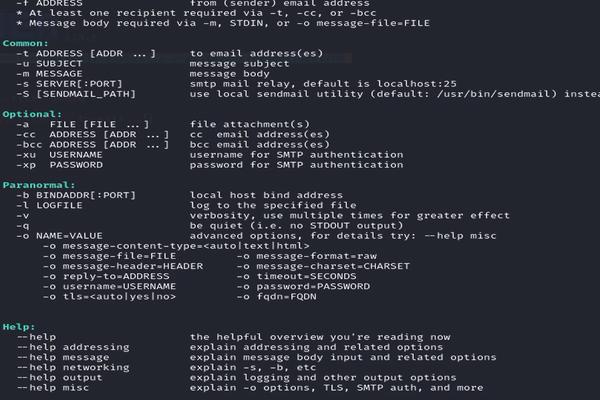 -f ADDRESS from (sender) email address
* At least one recipient required via -t, -cc, or -bcc
* Message body required via -m, STDIN, or -o message-file=FILE
Common:
-t ADDRESS [ADDR ...] to email address(es)
-u SUBJECT message subject
-m MESSAGE message body
-s SERVER[:PORT] smtp mail relay, default is localhost:25
-S [SENDMAIL_PATH] use local sendmail utility (default: /usr/bin/sendmail) inste
Optional:
-a FILE [FILE ...] file attachment(s)
-cc ADDRESS [ADDR ...] cc email address(es)
-bcc ADDRESS [ADDR ...] bcc email address(es)
-xu USERNAME username for SMTP authentication
-xp PASSWORD password for SMTP authentication
Paranormal:
-b BINDADDR[:PORT] local host bind address
-l LOGFILE log to the specified file
-v verbosity, use multiple times for greater effect
-q be quiet (i.e. no STDOUT output)
-o NAME=VALUE advanced options, for details try: --help misc
-o message-content-type=<auto|text|html>
-o message-file=FILE -o message-format=raw
-o message-header=HEADER -o message-charset=CHARSET
-o reply-to=ADDRESS -o timeout=SECONDS
-o username=USERNAME -o password=PASSWORD
-o tls=<auto|yes|no> -o fqdn=FQDN
Help:
--help the helpful overview you're reading now
--help addressing explain addressing and related options
--help message explain message body input and related options
--help networking explain -s, -b, etc
--help output explain logging and other output options
--help misc explain -o options, TLS, SMTP auth, and more